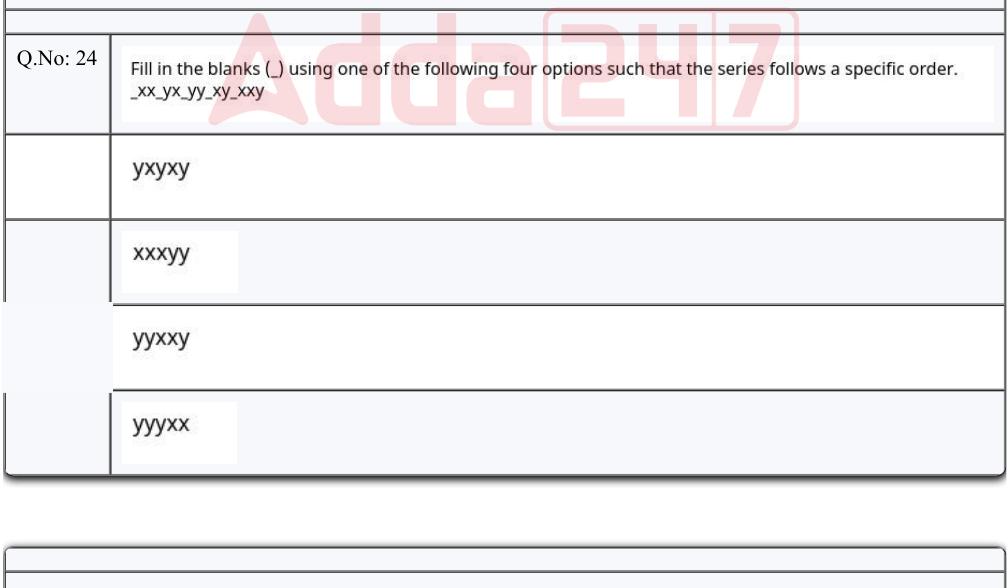 Adda247
Q.No: 24
Fill in the blanks (_) using one of the following four options such that the series follows a specific order.
_xx_yx_yy_xy_xxy
yxyxy
xxxyy
yyxxy
yyyxx